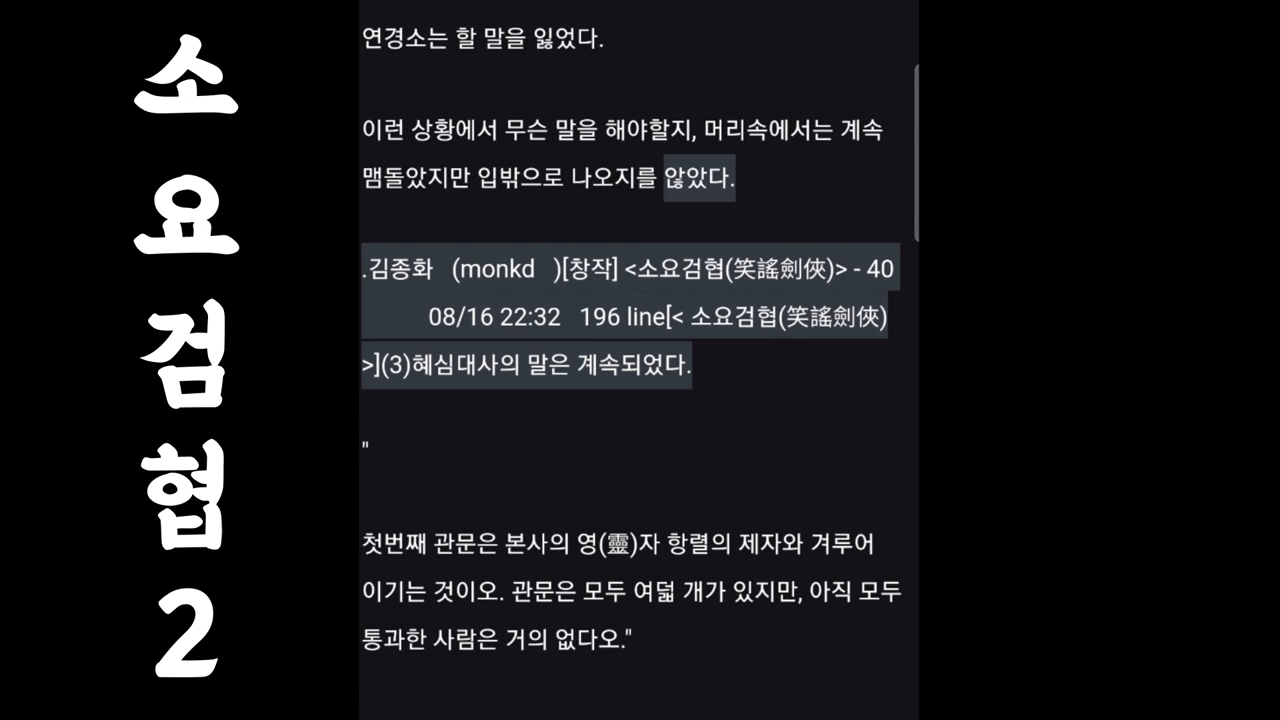 소
요
검
협
2
연경소는 할 말을 잃었다.
이런 상황에서 무슨 말을 해야할지, 머리속에서는 계속
맴돌았지만 입밖으로 나오지를 않았다.
.김종화 (monkd )[창작] <소요검협(笑謠劍俠)> - 40
08/16 22:32 196 line[< 소요검협(笑謠劍俠)
>](3)혜심대사의 말은 계속되었다.
"
첫번째 관문은 본사의 영(靈)자 항렬의 제자와 겨루어
이기는 것이오. 관문은 모두 여덟 개가 있지만, 아직 모두
통과한 사람은 거의 없다오."